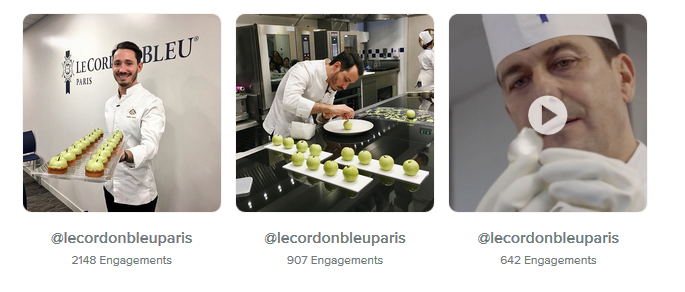 LE CORDON BLEU®
PARIS
@lecordonbleuparis
2148 Engagements
@lecordonbleuparis
907 Engagements
@lecordonbleuparis
642 Engagements